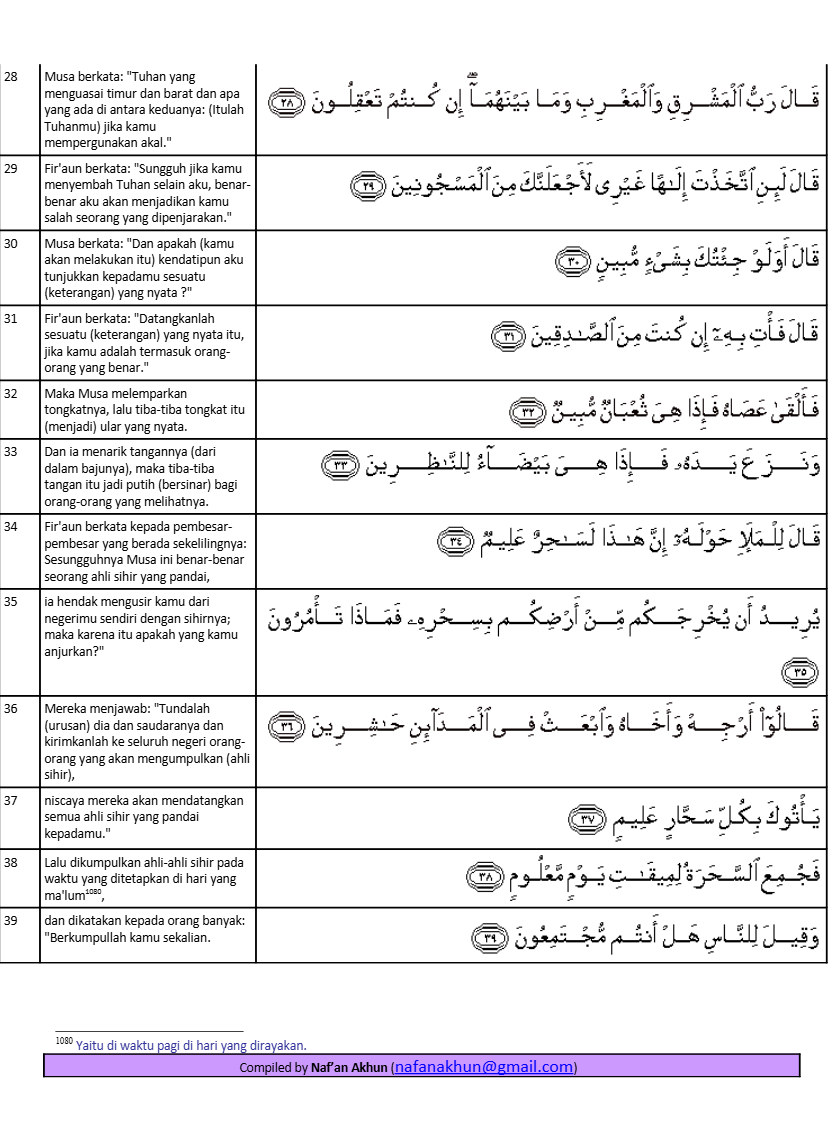 28
Musa berkata: "Tuhan yang
menguasai timur dan barat dan apa
yang ada di antara keduanya: (Itulah
Tuhanmu) jika kamu
mempergunakan akal."
قَالَ رَبُّ ٱلْمَشْرِقِ وَٱلْمَغْرِبِ وَمَا بَيْنَهُمَآ ۖ إِن كُنتُمْ تَعْقِلُونَ ﴿٢٨﴾
29
Fir'aun berkata: "Sungguh jika kamu
menyembah Tuhan selain aku, benar-
benar aku akan menjadikan kamu
salah seorang yang dipenjarakan."
قَالَ لَئِنِ ٱتَّخَذْتَ إِلَٰهًا غَيْرِى لَأَجْعَلَنَّكَ مِنَ ٱلْمَسْجُونِينَ ﴿٢٩﴾
30
Musa berkata: "Dan apakah (kamu
akan melakukan itu) kendatipun aku
tunjukkan kepadamu sesuatu
(keterangan) yang nyata ?"
قَالَ أَوَلَوْ جِئْتُكَ بِشَىْءٍ مُّبِينٍ ﴿٣٠﴾
31
Fir'aun berkata: "Datangkanlah
sesuatu (keterangan) yang nyata itu,
jika kamu adalah termasuk orang-
orang yang benar."
قَالَ فَأْتِ بِهِۦٓ إِن كُنتَ مِنَ ٱلصَّٰدِقِينَ ﴿٣١﴾
32
Maka Musa melemparkan
tongkatnya, lalu tiba-tiba tongkat itu
(menjadi) ular yang nyata.
فَأَلْقَىٰ عَصَاهُ فَإِذَا هِىَ ثُعْبَانٌ مُّبِينٌ ﴿٣٢﴾
33
Dan ia menarik tangannya (dari
dalam bajunya), maka tiba-tiba
tangan itu jadi putih (bersinar) bagi
orang-orang yang melihatnya.
وَنَزَعَ يَدَهُۥ فَإِذَا هِىَ بَيْضَآءُ لِلنَّٰظِرِينَ ﴿٣٣﴾
34
Fir'aun berkata kepada pembesar-
pembesar yang berada sekelilingnya:
Sesungguhnya Musa ini benar-benar
seorang ahli sihir yang pandai,
قَالَ لِلْمَلَإِ حَوْلَهُۥٓ إِنَّ هَٰذَا لَسَٰحِرٌ عَلِيمٌ ﴿٣٤﴾
35
ia hendak mengusir kamu dari
negerimu sendiri dengan sihirnya;
maka karena itu apakah yang kamu
anjurkan?"
يُرِيدُ أَن يُخْرِجَكُم مِّنْ أَرْضِكُم بِسِحْرِهِۦ فَمَاذَا تَأْمُرُونَ
﴿٣٥﴾
36
Mereka menjawab: "Tundalah
(urusan) dia dan saudaranya dan
kirimkanlah ke seluruh negeri orang-
orang yang akan mengumpulkan (ahli
sihir),
قَالُوٓا۟ أَرْجِهْ وَأَخَاهُ وَٱبْعَثْ فِى ٱلْمَدَآئِنِ حَٰشِرِينَ ﴿٣٦﴾
37
niscaya mereka akan mendatangkan
semua ahli sihir yang pandai
kepadamu."
يَأْتُوكَ بِكُلِّ سَحَّارٍ عَلِيمٍ ﴿٣٧﴾
38
Lalu dikumpulkan ahli-ahli sihir pada
waktu yang ditetapkan di hari yang
ma'lum1080,
فَجُمِعَ ٱلسَّحَرَةُ لِمِيقَٰتِ يَوْمٍ مَّعْلُومٍ ﴿٣٨﴾
39
dan dikatakan kepada orang banyak:
"Berkumpullah kamu sekalian.
وَقِيلَ لِلنَّاسِ هَلْ أَنتُم مُّجْتَمِعُونَ ﴿٣٩﴾
1080 Yaitu di waktu pagi di hari yang dirayakan.
Compiled by Naf'an Akhun (nafanakhun@gmail.com)